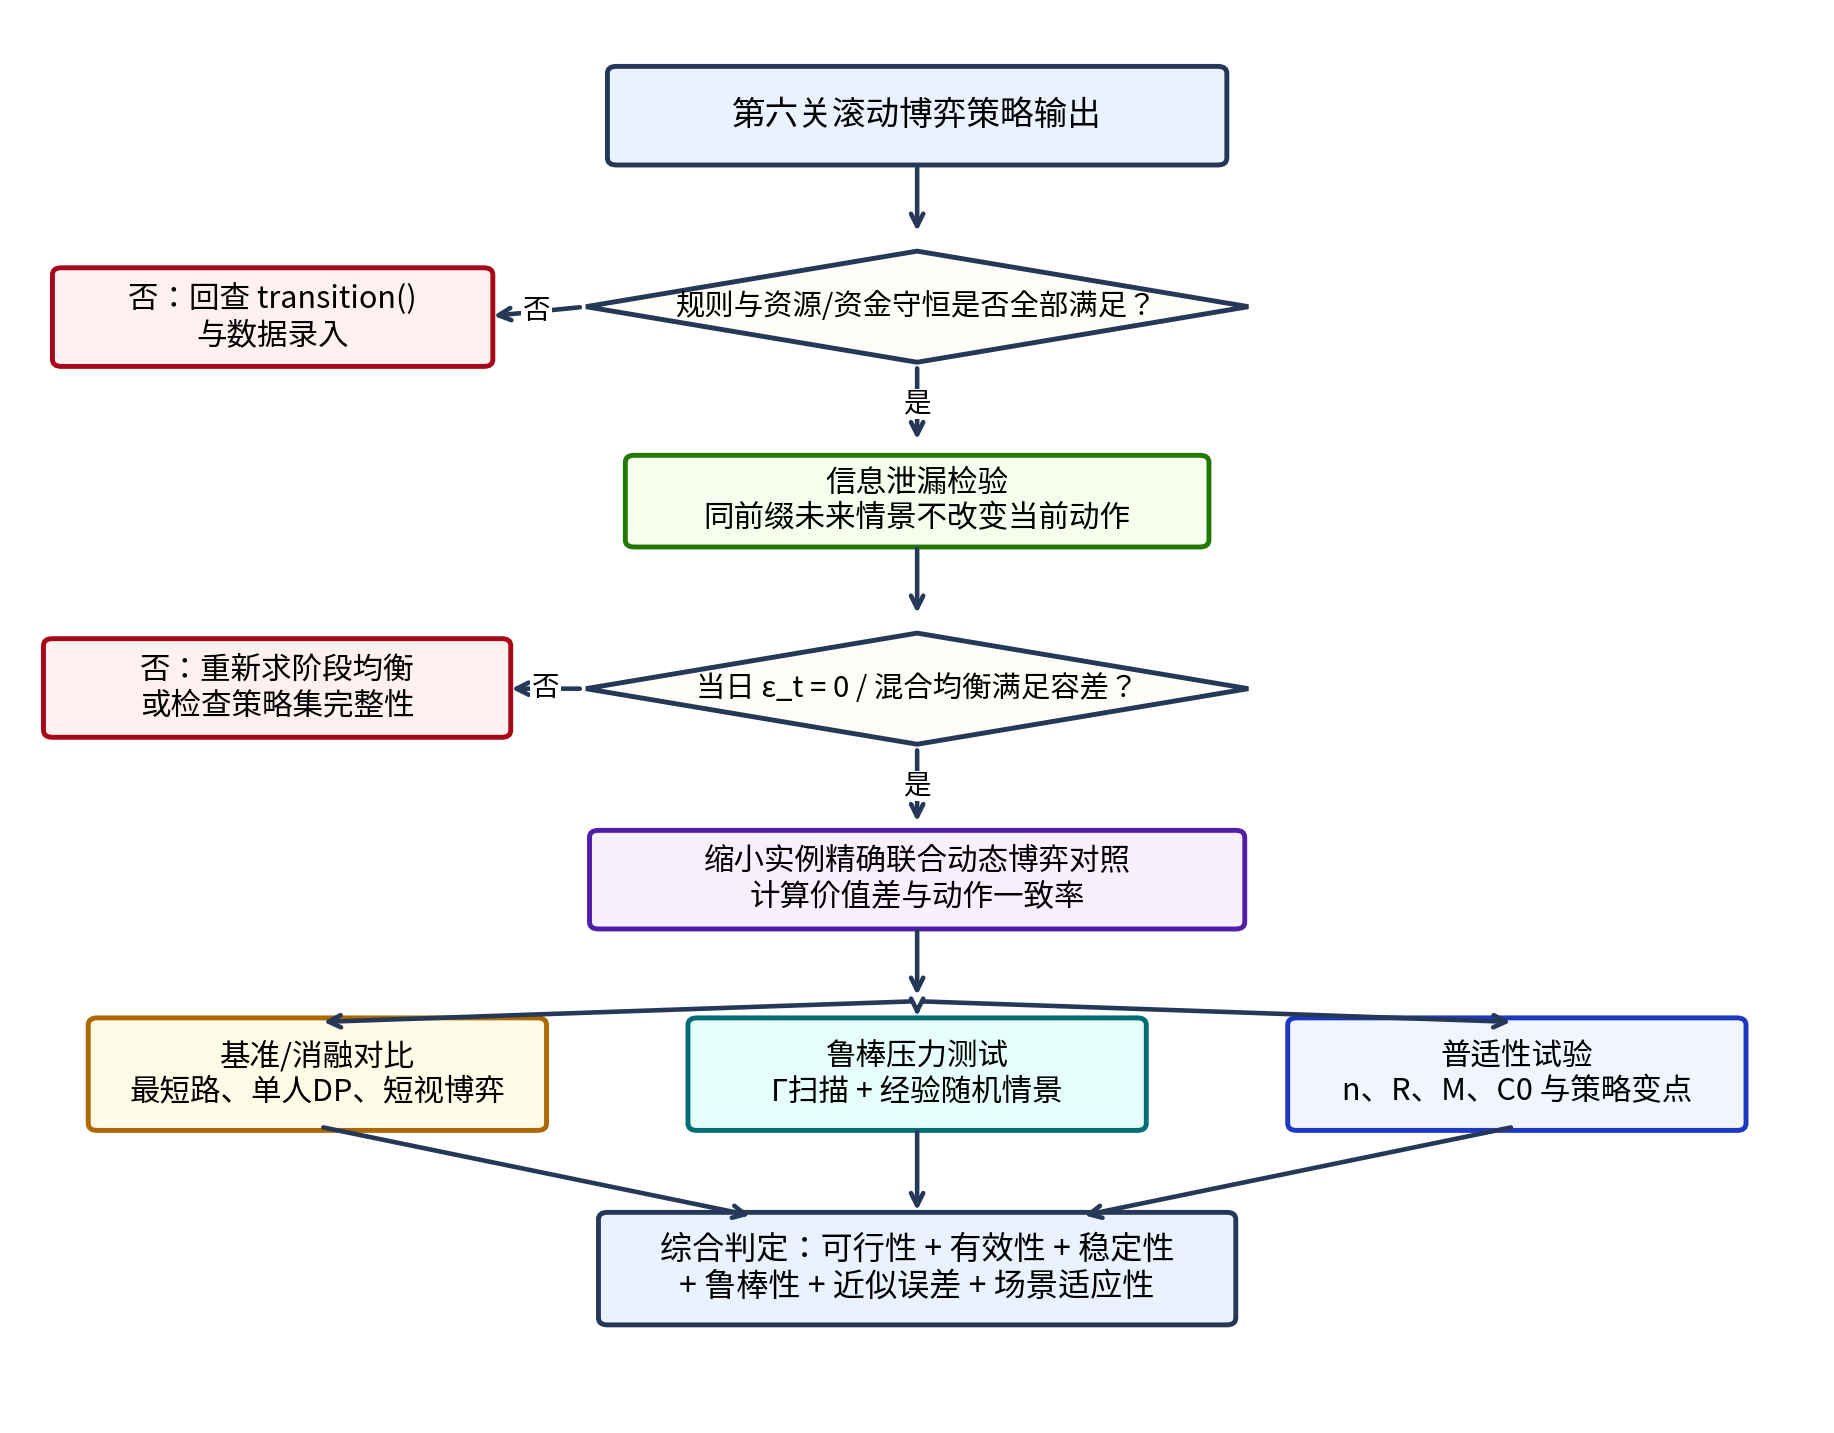 第六关滚动博弈策略输出
规则与资源/资金守恒是否全部满足？
否
否：回查 transition()
与数据录入
是
信息泄漏检验
同前缀未来情景不改变当前动作
当日 ε_t = 0 / 混合均衡满足容差？
否
否：重新求阶段均衡
或检查策略集完整性
是
缩小实例精确联合动态博弈对照
计算价值差与动作一致率
基准/消融对比
最短路、单人DP、短视博弈
鲁棒压力测试
Γ扫描 + 经验随机情景
普适性试验
n、R、M、C0 与策略变点
综合判定：可行性 + 有效性 + 稳定性
+ 鲁棒性 + 近似误差 + 场景适应性